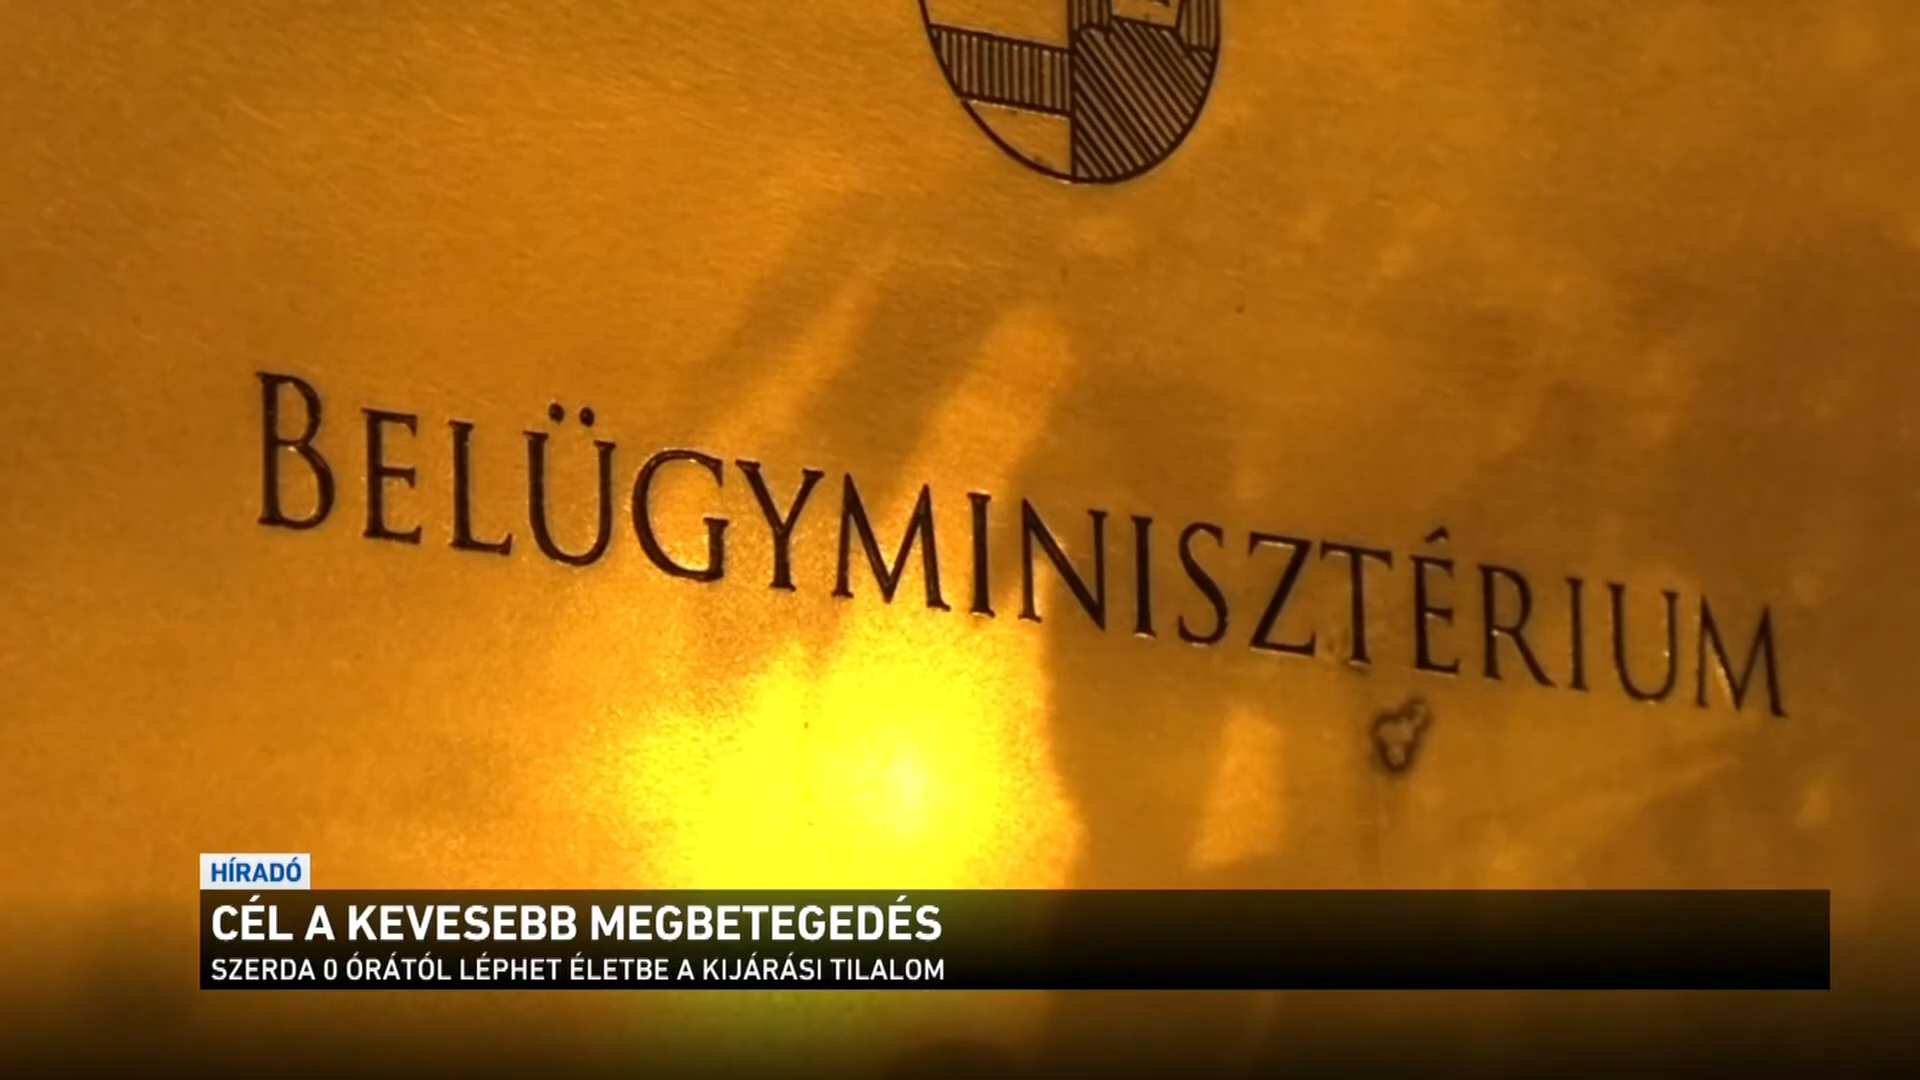 BELÜGYMINISZTÉRIUM
HÍRADÓ
CÉL A KEVESEBB MEGBETEGEDÉS
SZERDA 0 ÓRÁTÓL LÉPHET ÉLETBE A KIJÁRÁSI TILALOM